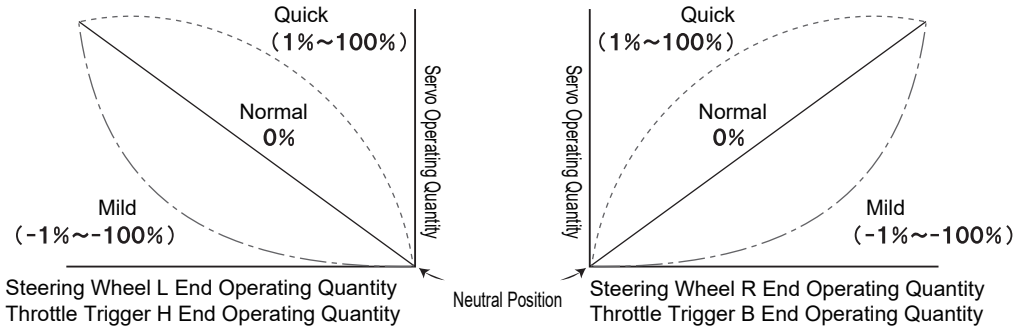 Quick
(1%~100%)
Normal
0%
Mild
(-1%~-100%)
Servo Operating Quantity
Steering Wheel L End Operating Quantity
Throttle Trigger H End Operating Quantity
Neutral Position
Quick
(1%~100%)
Normal
0%
Mild
(-1%~-100%)
Servo Operating Quantity
Steering Wheel R End Operating Quantity
Throttle Trigger B End Operating Quantity